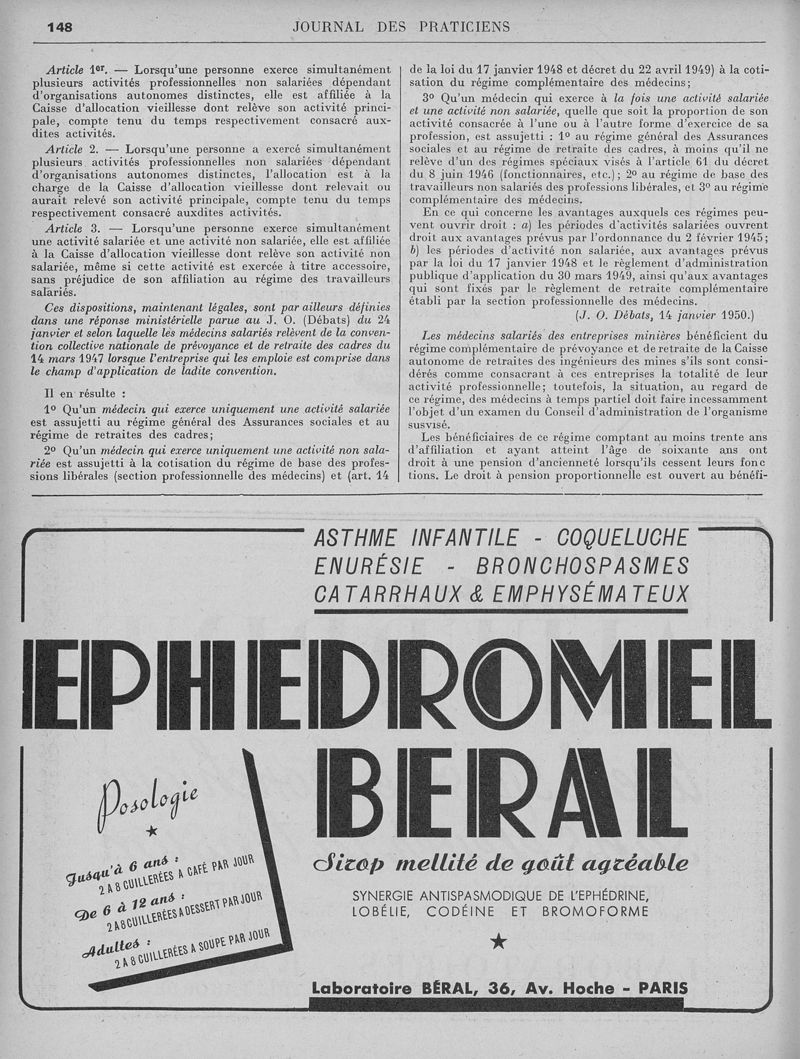 148
JOURNAL DES PRATICIENS
Article 1er. — Lorsqu'une personne exerce simultanément
plusieurs activités professionnelles non salariées dépendant
d'organisations autonomes distinctes, elle est affiliée à la
Caisse d'allocation vieillesse dont relève son activité princi-
pale, compte tenu du temps respectivement consacré aux-
dites activités.
Article 2. — Lorsqu'une personne a exercé simultanément
plusieurs activités professionnelles non salariées dépendant
d'organisations autonomes distinctes, l'allocation est à la
charge de la Caisse d'allocation vieillesse dont relevait ou
aurait relevé son activité principale, compte tenu du temps
respectivement consacré auxdites activités.
Article 3. — Lorsqu'une personne exerce simultanément
une activité salariée et une activité non salariée, elle est affiliée
à la Caisse d'allocation vieillesse dont relève son activité non
salariée, même si cette activité est exercée à titre accessoire,
sans préjudice de son affiliation au régime des travailleurs
salariés.
Ces dispositions, maintenant légales, sont par ailleurs définies
dans une réponse ministérielle parue au J. O. (Débats) du 24
janvier et selon laquelle les médecins salariés relèvent de la conven-
tion collective nationale de prévoyance et de retraite des cadres du
14 mars 1947 lorsque l'entreprise qui les emploie est comprise dans
le champ d'application de ladite convention.
Il en résulte :
1º Qu'un médecin qui exerce uniquement une activité salariée
est assujetti au régime général des Assurances sociales et au
régime de retraites des cadres;
2º Qu'un médecin qui exerce uniquement une activité non sala-
riée est assujetti à la cotisation du régime de base des profes-
sions libérales (section professionnelle des médecins) et (art. 14
de la loi du 17 janvier 1948 et décret du 22 avril 1949) à la coti-
sation du régime complémentaire des médecins;
3º Qu'un médecin qui exerce à la fois une activité salariée
et une activité non salariée, quelle que soit la proportion de son
activité consacrée à l'une ou à l'autre forme d'exercice de sa
profession, est assujetti : 1º au régime général des Assurances
sociales et au régime de retraite des cadres, à moins qu'il ne
relève d'un des régimes spéciaux visés à l'article 61 du décret
du 8 juin 1946 (fonctionnaires, etc.); 2º au régime de base des
travailleurs non salariés des professions libérales, et 3º au régime
complémentaire des médecins.
En ce qui concerne les avantages auxquels ces régimes peu-
vent ouvrir droit : a) les périodes d'activités salariées ouvrent
droit aux avantages prévus par l'ordonnance du 2 février 1945;
b) les périodes d'activité non salariée, aux avantages prévus
par la loi du 17 janvier 1948 et le règlement d'administration
publique d'application du 30 mars 1949, ainsi qu'aux avantages
qui sont fixés par le règlement de retraite complémentaire
établi par la section professionnelle des médecins.
(J. O. Débats, 14 janvier 1950.)
Les médecins salariés des entreprises minières bénéficient du
régime complémentaire de prévoyance et de retraite de la Caisse
autonome de retraites des ingénieurs des mines s'ils sont consi-
dérés comme consacrant à ces entreprises la totalité de leur
activité professionnelle; toutefois, la situation, au regard de
ce régime, des médecins à temps partiel doit faire incessamment
l'objet d'un examen du Conseil d'administration de l'organisme
susvisé.
Les bénéficiaires de ce régime comptant au moins trente ans
d'affiliation et ayant atteint l'âge de soixante ans ont
droit à une pension d'ancienneté lorsqu'ils cessent leurs fonc
tions. Le droit à pension proportionnelle est ouvert au bénéfi-
ASTHME INFANTILE - COQUELUCHE
ENURÉSIE - BRONCHOSPASMES
CATARRHAUX & EMPHYSÉMATEUX
EPHEDROMEL
BERAL
Posologie
Jusqu'à 6 ans :
2 A 8 CUILLERÉES A CAFÉ PAR JOUR
De 6 à 12 ans :
2 A 8 CUILLERÉES A DESSERT PAR JOUR
Adultes :
2 A 8 CUILLERÉES A SOUPE PAR JOUR
Sirop mellité de goût agréable
SYNERGIE ANTISPASMODIQUE DE L'EPHÉDRINE,
LOBÉLIE, CODÉINE ET BROMOFORME
Laboratoire BÉRAL, 36, Av. Hoche - PARIS